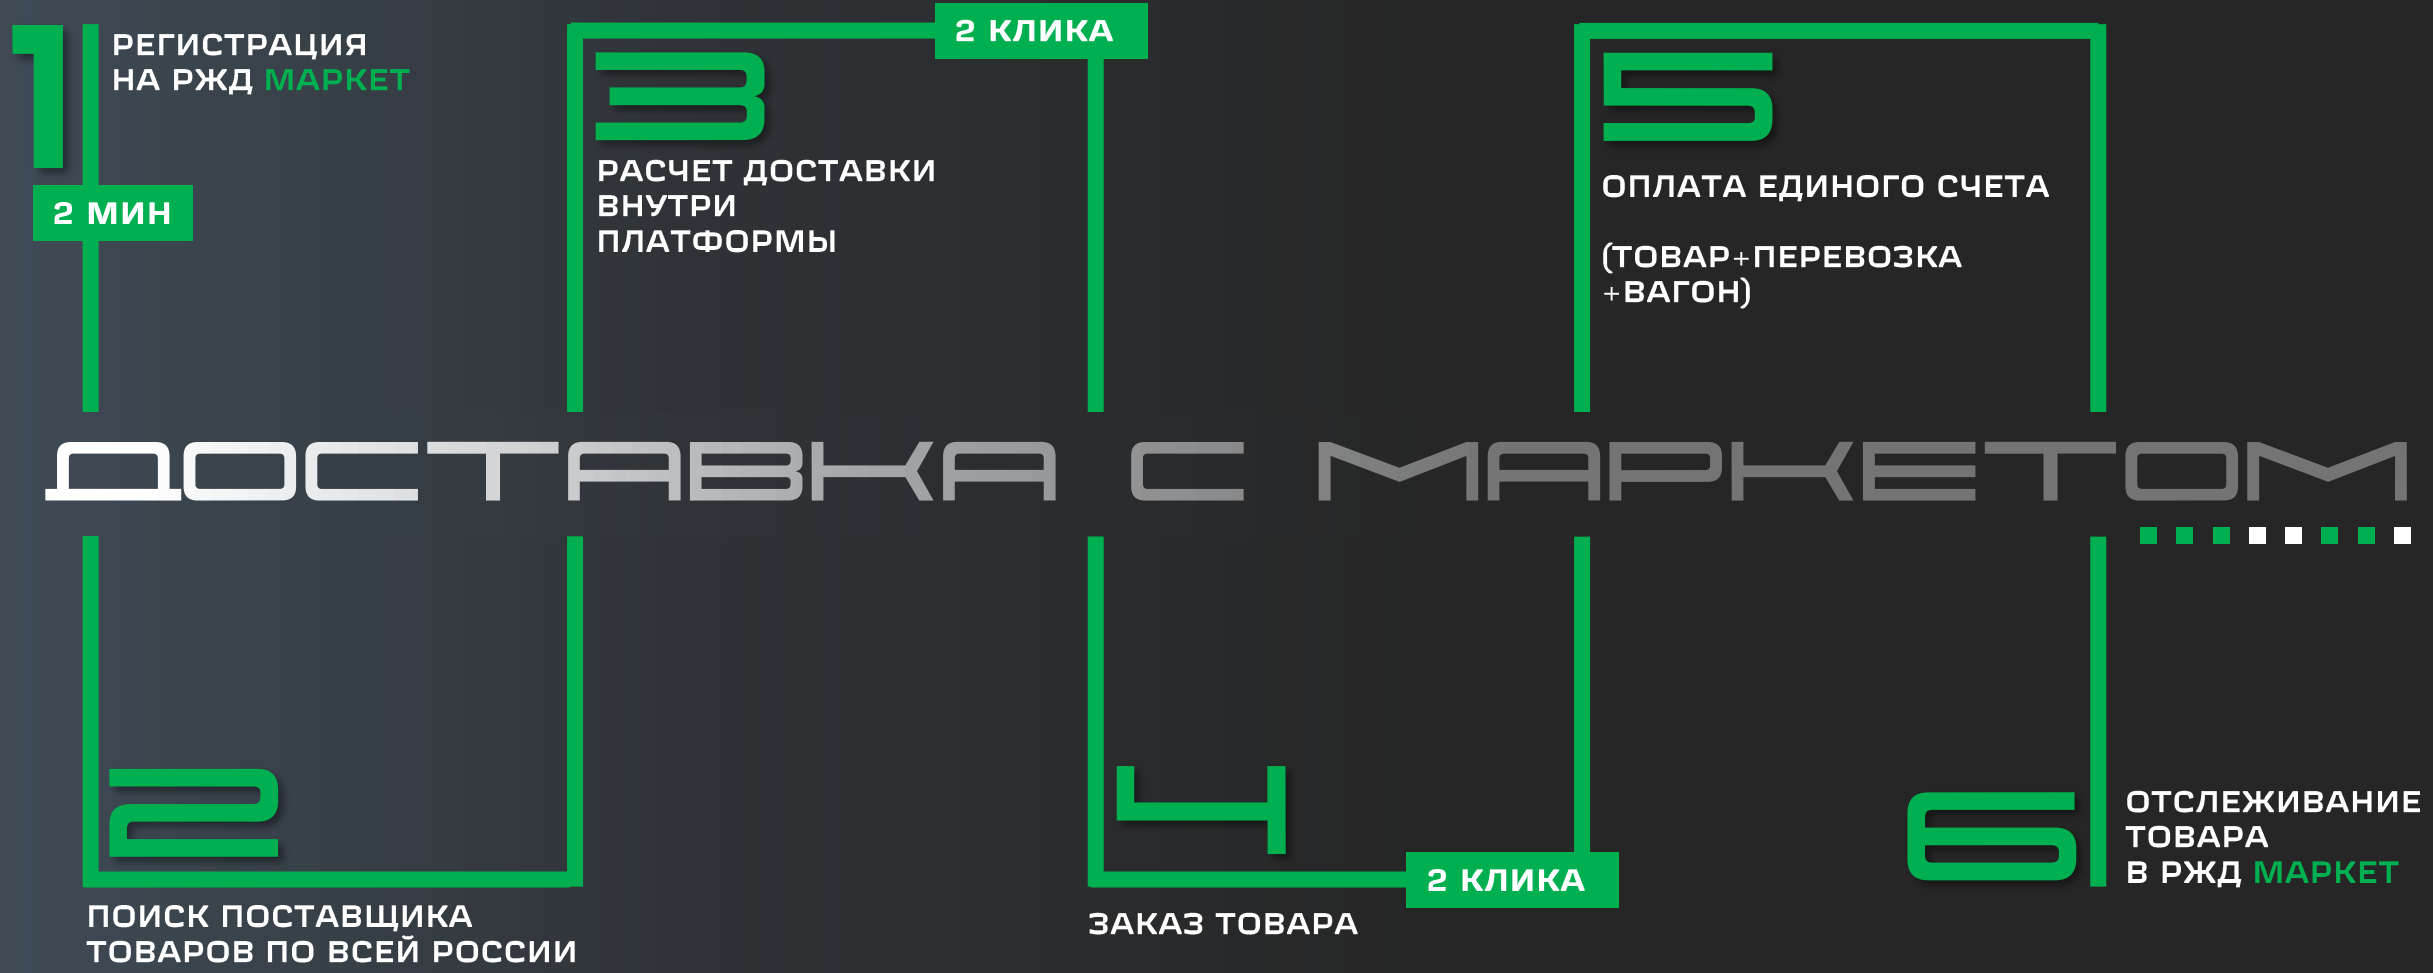 1
РЕГИСТРАЦИЯ
НА РЖД МАРКЕТ
2 МИН
2
ПОИСК ПОСТАВЩИКА
ТОВАРОВ ПО ВСЕЙ РОССИИ
3
РАСЧЕТ ДОСТАВКИ
ВНУТРИ
ПЛАТФОРМЫ
2 КЛИКА
4
ЗАКАЗ ТОВАРА
2 КЛИКА
5
ОПЛАТА ЕДИНОГО СЧЕТА
(ТОВАР+ПЕРЕВОЗКА
+ВАГОН)
6
ОТСЛЕЖИВАНИЕ
ТОВАРА
В РЖД МАРКЕТ
ДОСТАВКА С МАРКЕТОМ